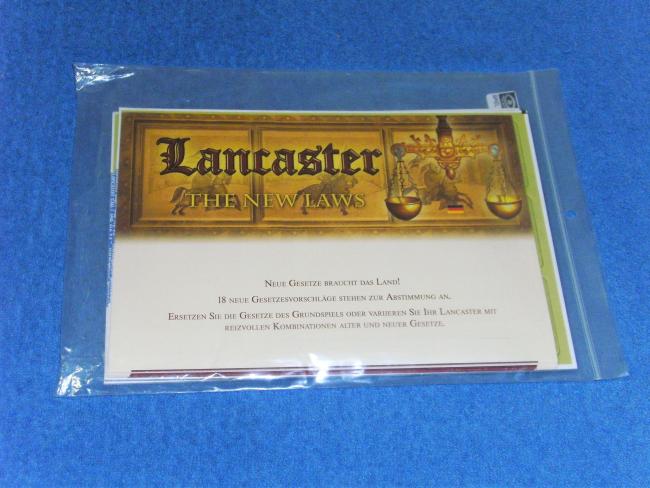 Lancaster
THE NEW LAWS
NEUE GESETZE BRAUCHT DAS LAND!
18 NEUE GESETZESVORSCHLÄGE STEHEN ZUR ABSTIMMUNG AN.
ERSETZEN SIE DIE GESETZE DES GRUNDSPIELS ODER VARIIEREN SIE IHR LANCASTER MIT
REIZVOLLEN KOMBINATIONEN ALTER UND NEUER GESETZE.